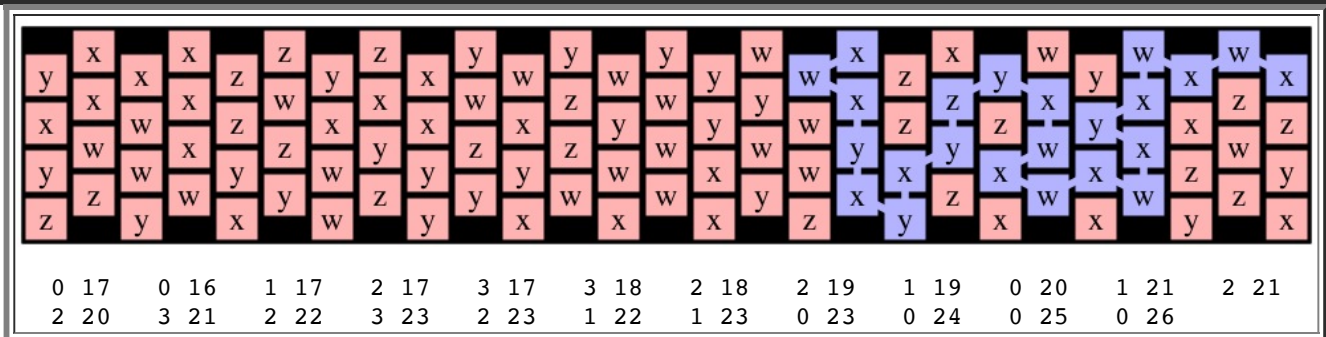 x x z z y y y w x x w w w
y x z y x w w y w z y y x x
x x w x w z w y x z x x z
x w z x x x y y w z z y x z
w x z y z z w w y y w x w
y w y w y y w x w x x x z y
z w y z y w w y x z w w z
z y x w y x x x z y x x y x
0 17 0 16 1 17 2 17 3 17 3 18 2 18 2 19 1 19 0 20 1 21 2 21
2 20 3 21 2 22 3 23 2 23 1 22 1 23 0 23 0 24 0 25 0 26